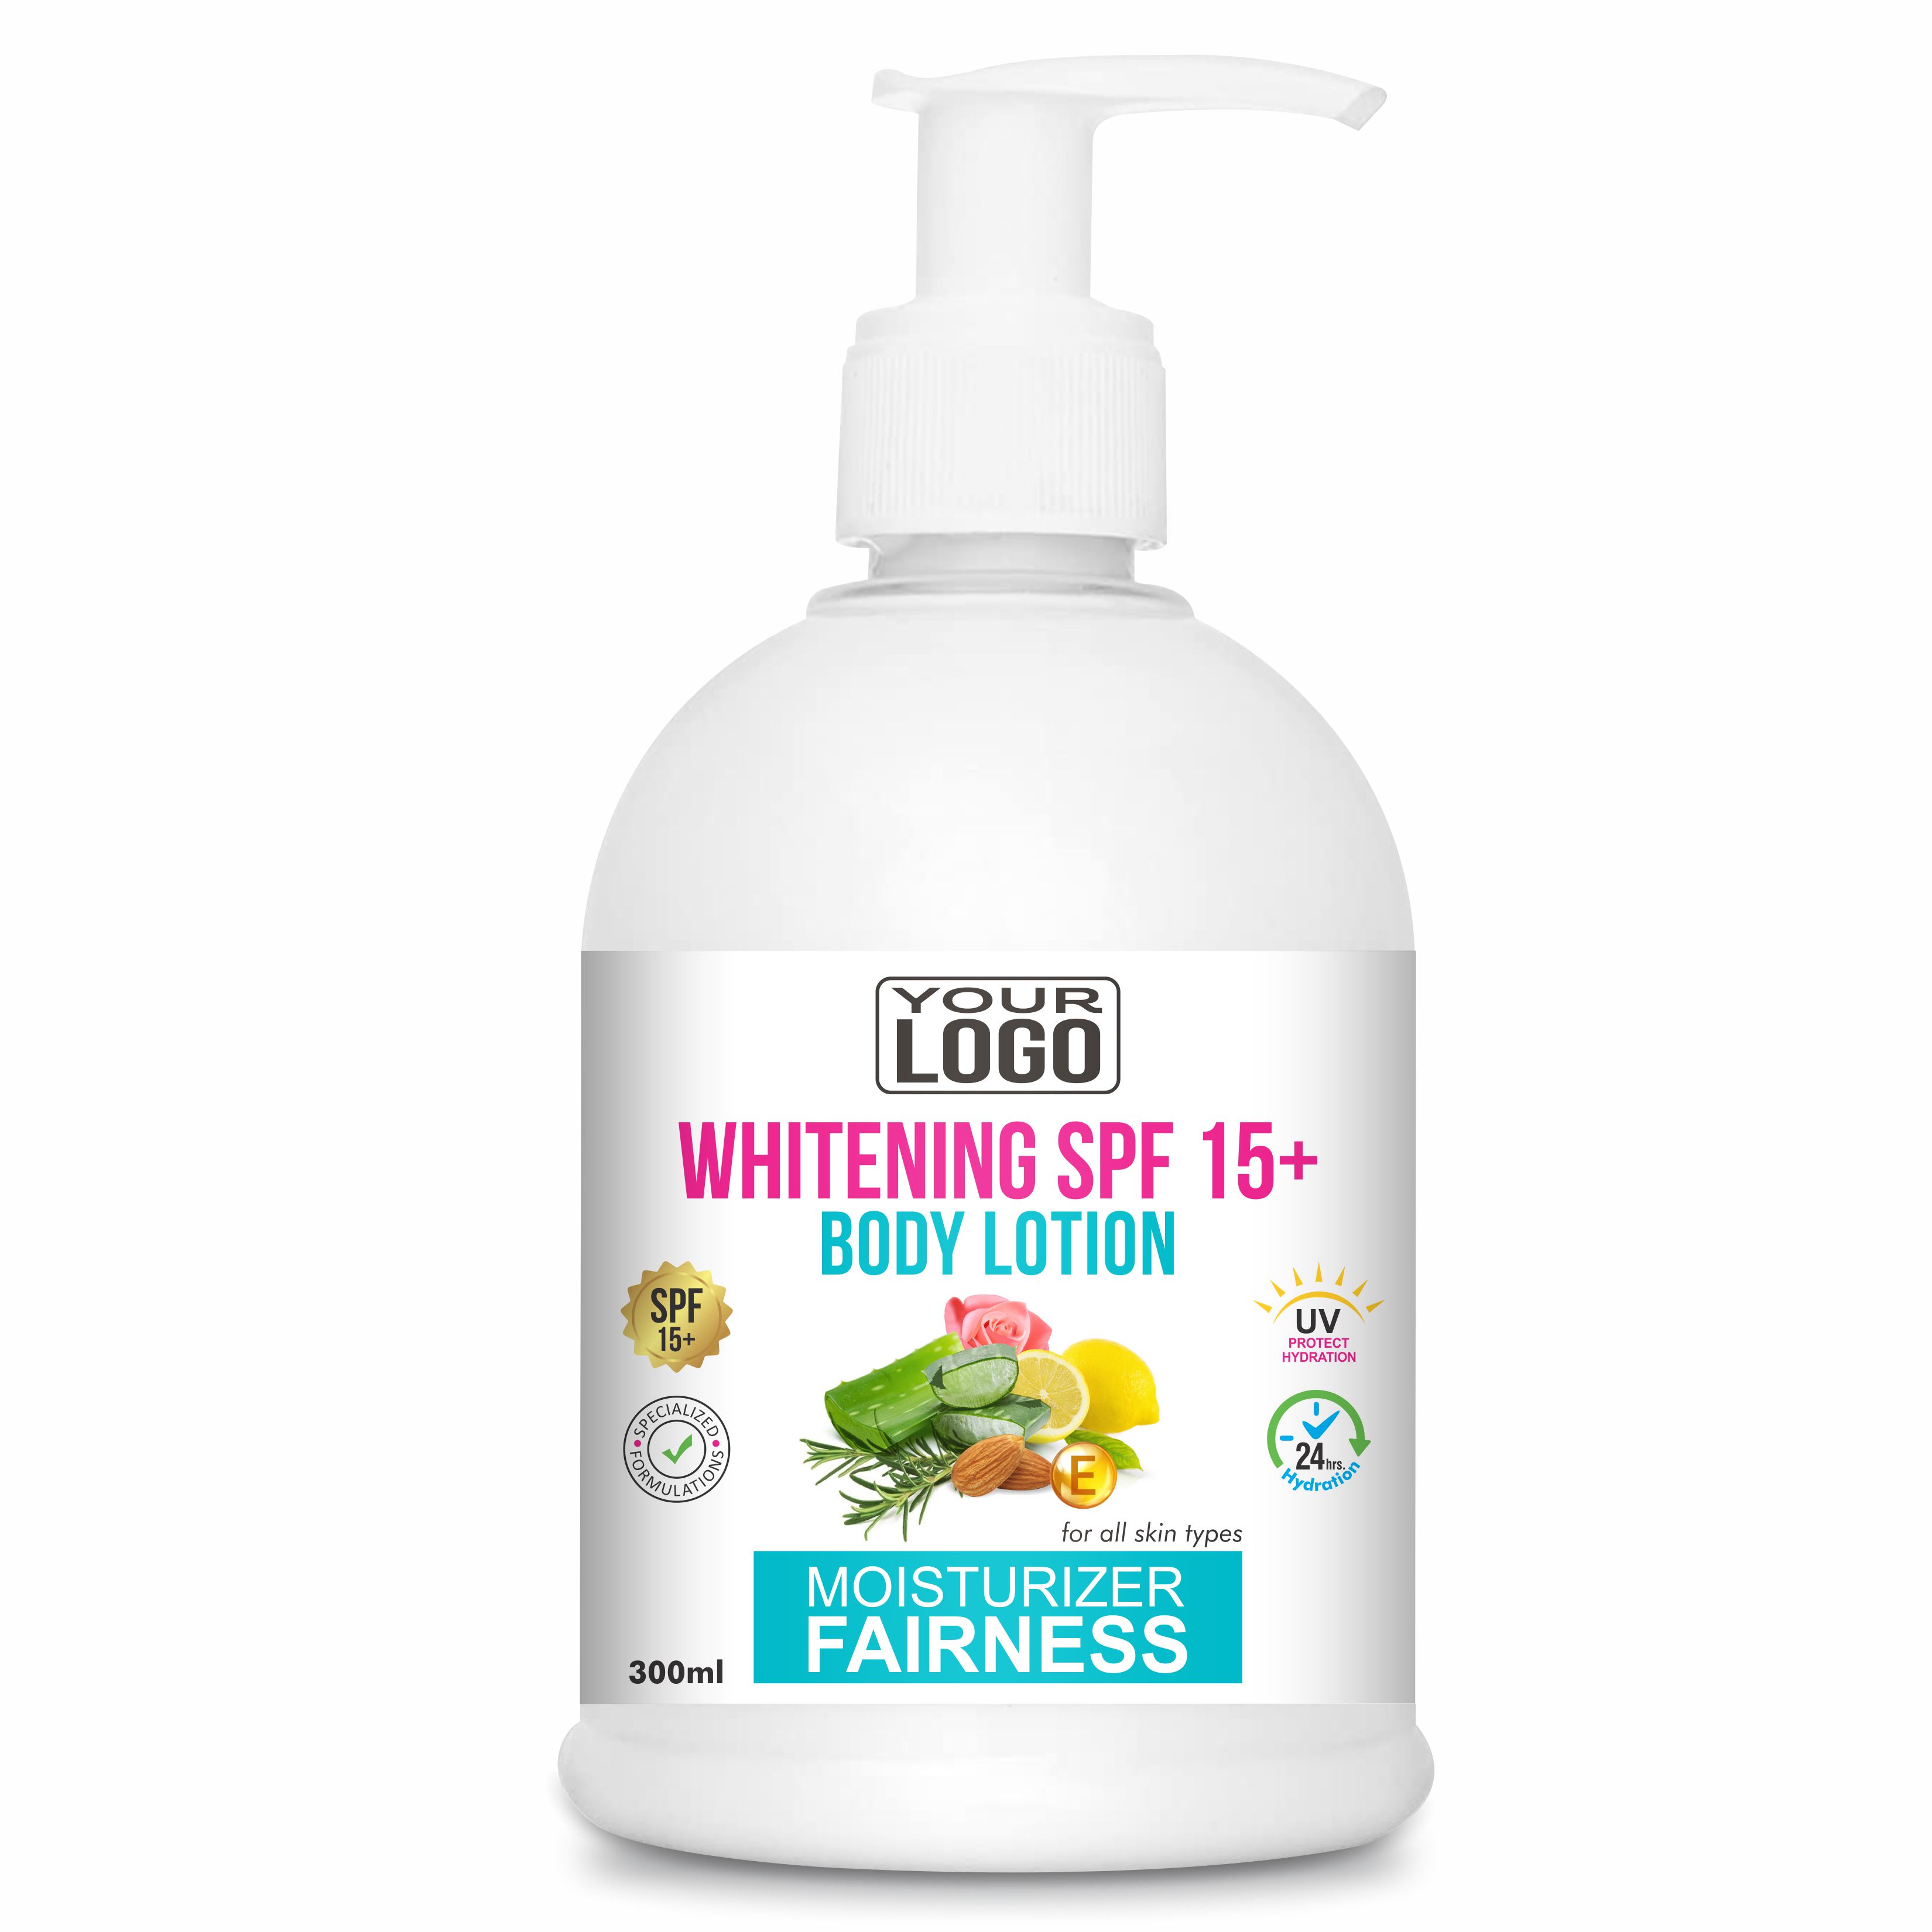 YOUR
LOGO
WHITENING SPF 15+
BODY LOTION
SPF
15+
UV
PROTECT
HYDRATION
SPECIALIZED
FORMULATIONS
24hrs.
Hydration
E
for all skin types
MOISTURIZER
FAIRNESS
300ml